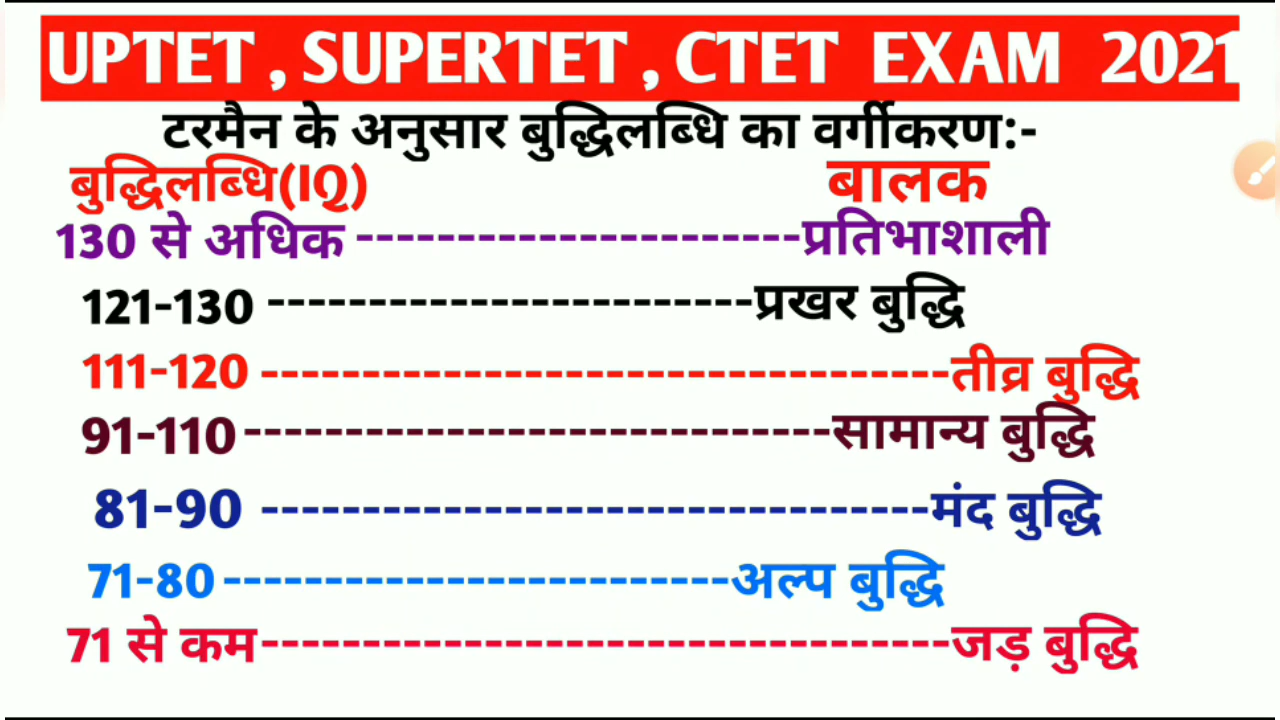 UPTET , SUPERTET , CTET EXAM 2021
टरमैन के अनुसार बुद्धिलब्धि का वर्गीकरण:-
बुद्धिलब्धि(IQ) बालक
130 से अधिक ----------------------प्रतिभाशाली
121-130 ------------------------प्रखर बुद्धि
111-120 ----------------------------------तीव्र बुद्धि
91-110 -----------------------------सामान्य बुद्धि
81-90 ---------------------------------मंद बुद्धि
71-80 -------------------------अल्प बुद्धि
71 से कम----------------------------------जड़ बुद्धि